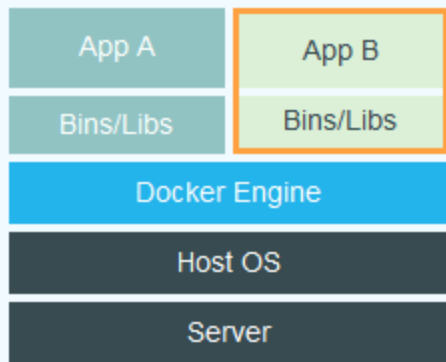 App A
App B
Bins/Libs
Bins/Libs
Docker Engine
Host OS
Server